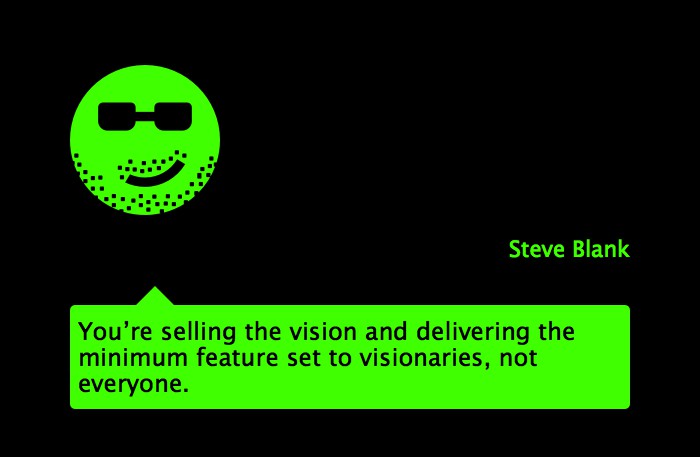 Steve Blank
You’re selling the vision and delivering the
minimum feature set to visionaries, not
everyone.